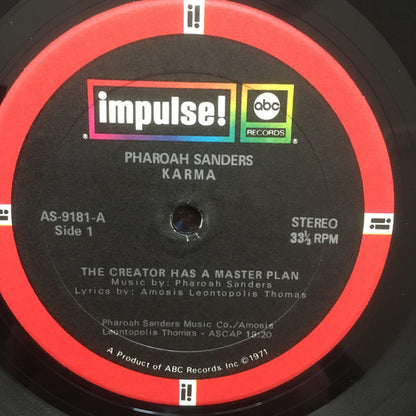 impulse!
abc
RECORDS
PHAROAH SANDERS
KARMA
AS-9181-A
Side 1
STEREO
33⅓ RPM
THE CREATOR HAS A MASTER PLAN
Music by: Pharoah Sanders
Lyrics by: Amosis Leontopolis Thomas
Pharoah Sanders Music Co./Amosis
Leontopolis Thomas - ASCAP 19:20
A Product of ABC Records, Inc ©1971